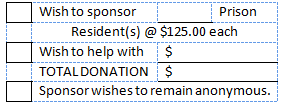 Wish to sponsor Prison
Resident(s) @ $125.00 each
Wish to help with $
TOTAL DONATION $
Sponsor wishes to remain anonymous.